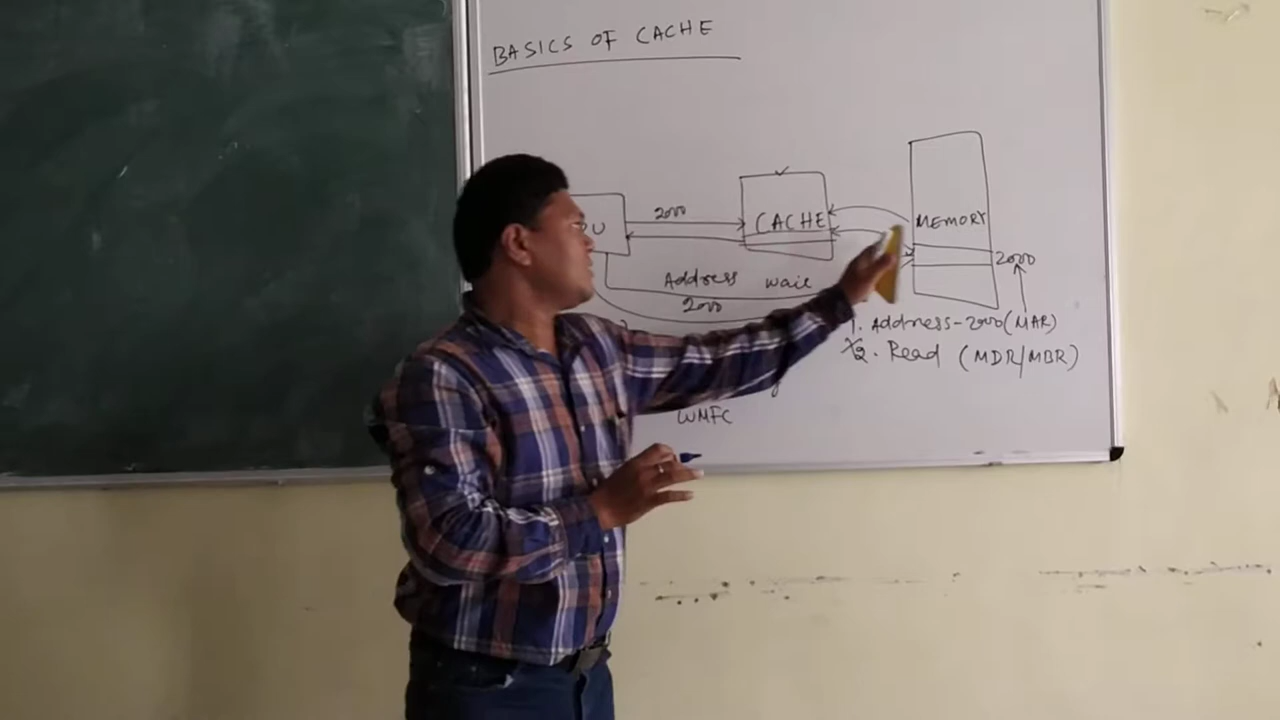 BASICS OF CACHE
2000
CACHE
MEMORY
2000
Address wait
2000
1. Address-2000(MAR)
2. Read (MDR/MBR)
WMFC